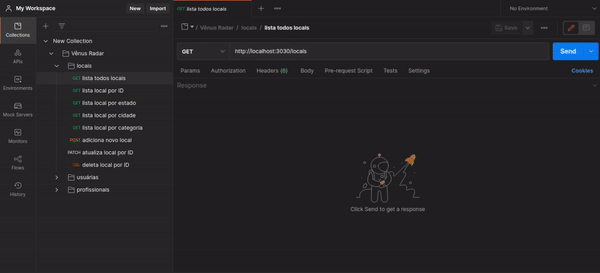 My Workspace
New
Import
GET lista todos locais
No Environment
Collections
APIs
Environments
Mock Servers
Monitors
Flows
History
New Collection
Vênus Radar
locais
GET lista todos locais
GET lista local por ID
GET lista local por estado
GET lista local por cidade
GET lista local por categoria
POST adiciona novo local
PATCH atualiza local por ID
DEL deleta local por ID
usuárias
profissionais
/ Vênus Radar / locais / lista todos locais
Save
GET
http://localhost:3030/locais
Send
Params
Authorization
Headers (6)
Body
Pre-request Script
Tests
Settings
Cookies
Response
Click Send to get a response